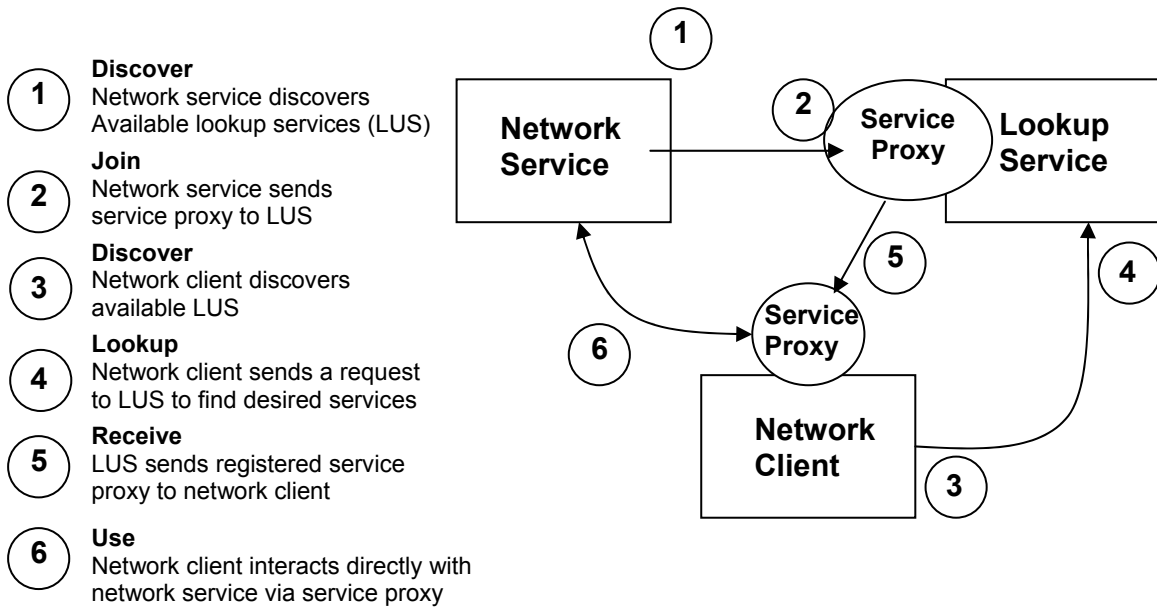 1
Discover
Network service discovers
Available lookup services (LUS)
2
Join
Network service sends
service proxy to LUS
3
Discover
Network client discovers
available LUS
4
Lookup
Network client sends a request
to LUS to find desired services
5
Receive
LUS sends registered service
proxy to network client
6
Use
Network client interacts directly with
network service via service proxy
1
Network
Service
2
Service
Proxy
Lookup
Service
5
4
Service
Proxy
6
Network
Client
3